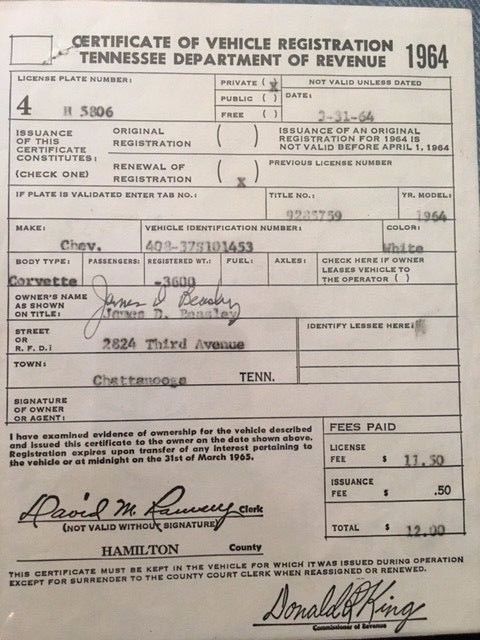 CERTIFICATE OF VEHICLE REGISTRATION
TENNESSEE DEPARTMENT OF REVENUE 1964
LICENSE PLATE NUMBER:
4 H 5806
PRIVATE ( X )
PUBLIC ( )
FREE ( )
NOT VALID UNLESS DATED
DATE:
3-31-64
ISSUANCE OF THIS CERTIFICATE CONSTITUTES:
(CHECK ONE)
ORIGINAL REGISTRATION ( )
RENEWAL OF REGISTRATION ( X )
ISSUANCE OF AN ORIGINAL
REGISTRATION FOR 1964 IS
NOT VALID BEFORE APRIL 1, 1964
PREVIOUS LICENSE NUMBER
IF PLATE IS VALIDATED ENTER TAB NO.:
TITLE NO.:
9285759
YR. MODEL:
1964
MAKE:
Chev.
VEHICLE IDENTIFICATION NUMBER:
408-37S101453
COLOR:
White
BODY TYPE:
Corvette
PASSENGERS:
REGISTERED WT.:
-3600
FUEL:
AXLES:
CHECK HERE IF OWNER
LEASES VEHICLE TO
THE OPERATOR ( )
OWNER'S NAME
AS SHOWN
ON TITLE:
James D Beasley
James D. Beasley
STREET
OR
R. F. D.:
2824 Third Avenue
IDENTIFY LESSEE HERE:
TOWN:
Chattanooga TENN.
SIGNATURE
OF OWNER
OR AGENT:
I have examined evidence of ownership for the vehicle described
and issued this certificate to the owner on the date shown above.
Registration expires upon transfer of any interest pertaining to
the vehicle or at midnight on the 31st of March 1965.
FEES PAID
LICENSE
FEE $ 11.50
ISSUANCE
FEE $ .50
TOTAL $ 12.00
David M. Ramsey Clerk
(NOT VALID WITHOUT SIGNATURE)
HAMILTON County
THIS CERTIFICATE MUST BE KEPT IN THE VEHICLE FOR WHICH IT WAS ISSUED DURING OPERATION
EXCEPT FOR SURRENDER TO THE COUNTY COURT CLERK WHEN REASSIGNED OR RENEWED.
Donald R King
Commissioner of Revenue